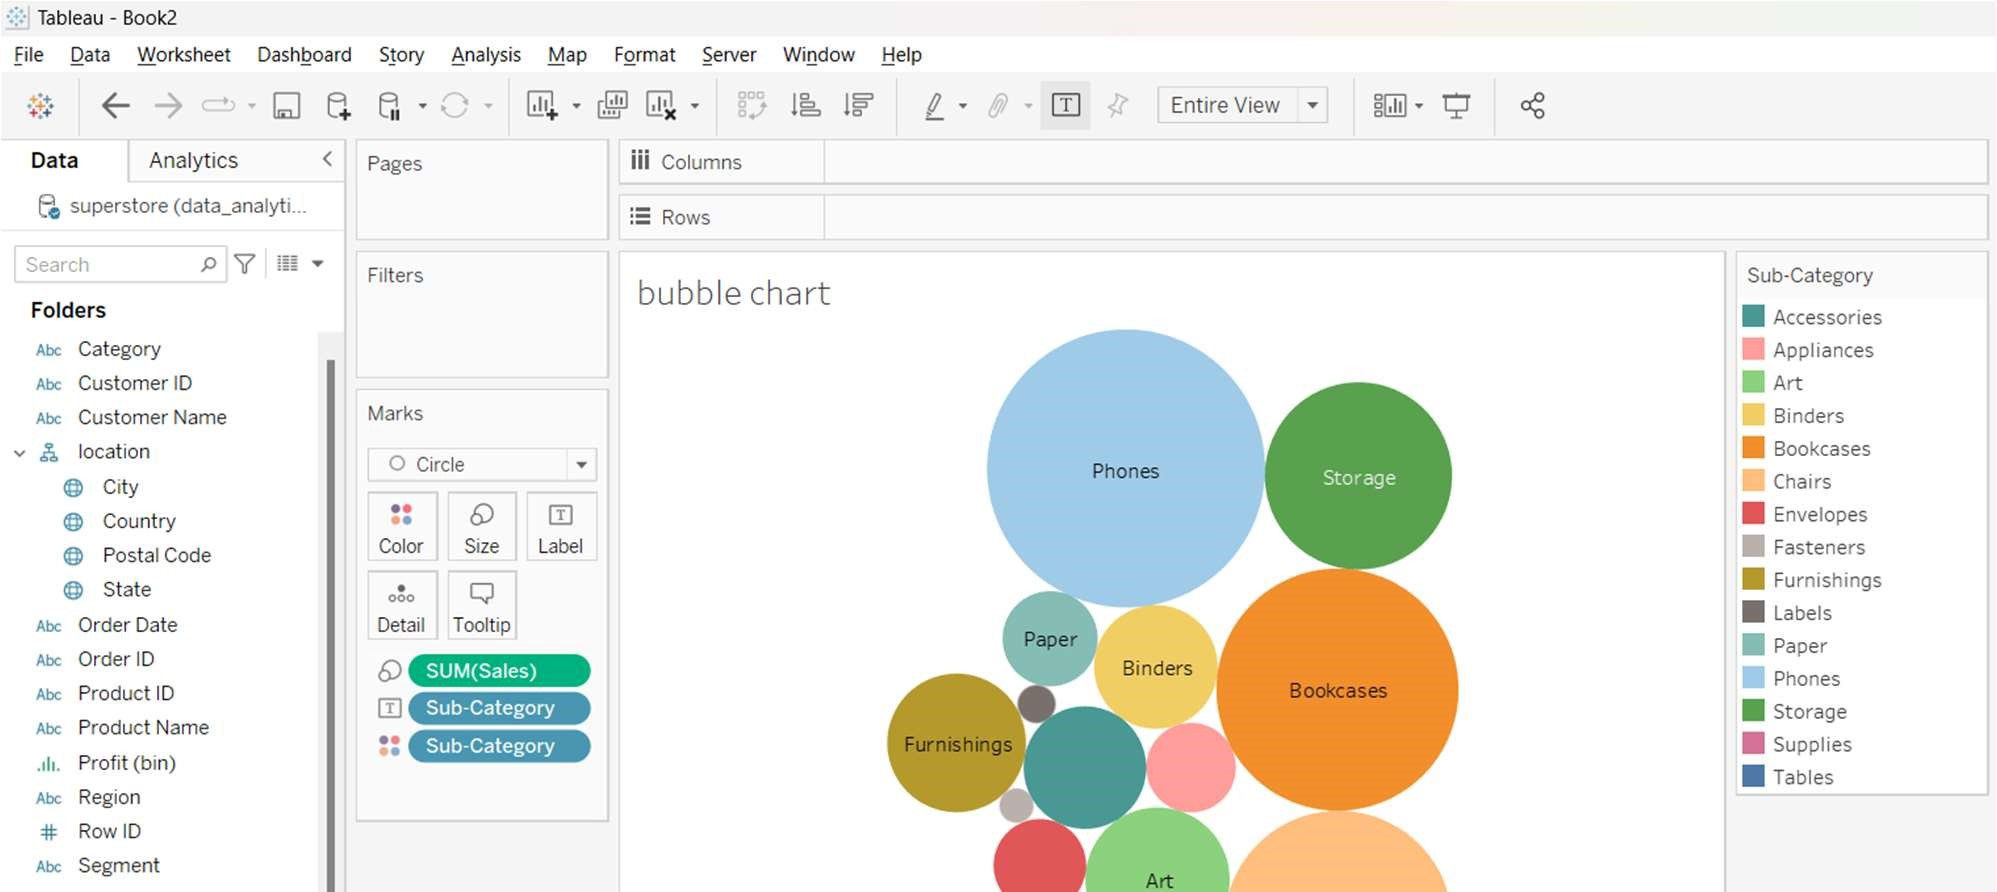 Tableau - Book2
File Data Worksheet Dashboard Story Analysis Map Format Server Window Help
Entire View
Data Analytics
superstore (data_analyti...
Search
Folders
Abc Category
Abc Customer ID
Abc Customer Name
location
City
Country
Postal Code
State
Abc Order Date
Abc Order ID
Abc Product ID
Abc Product Name
Profit (bin)
Abc Region
# Row ID
Abc Segment
Pages
Filters
Marks
Circle
Color Size Label
Detail Tooltip
SUM(Sales)
Sub-Category
Sub-Category
Columns
Rows
bubble chart
Phones
Storage
Paper
Binders
Bookcases
Furnishings
Art
Sub-Category
Accessories
Appliances
Art
Binders
Bookcases
Chairs
Envelopes
Fasteners
Furnishings
Labels
Paper
Phones
Storage
Supplies
Tables